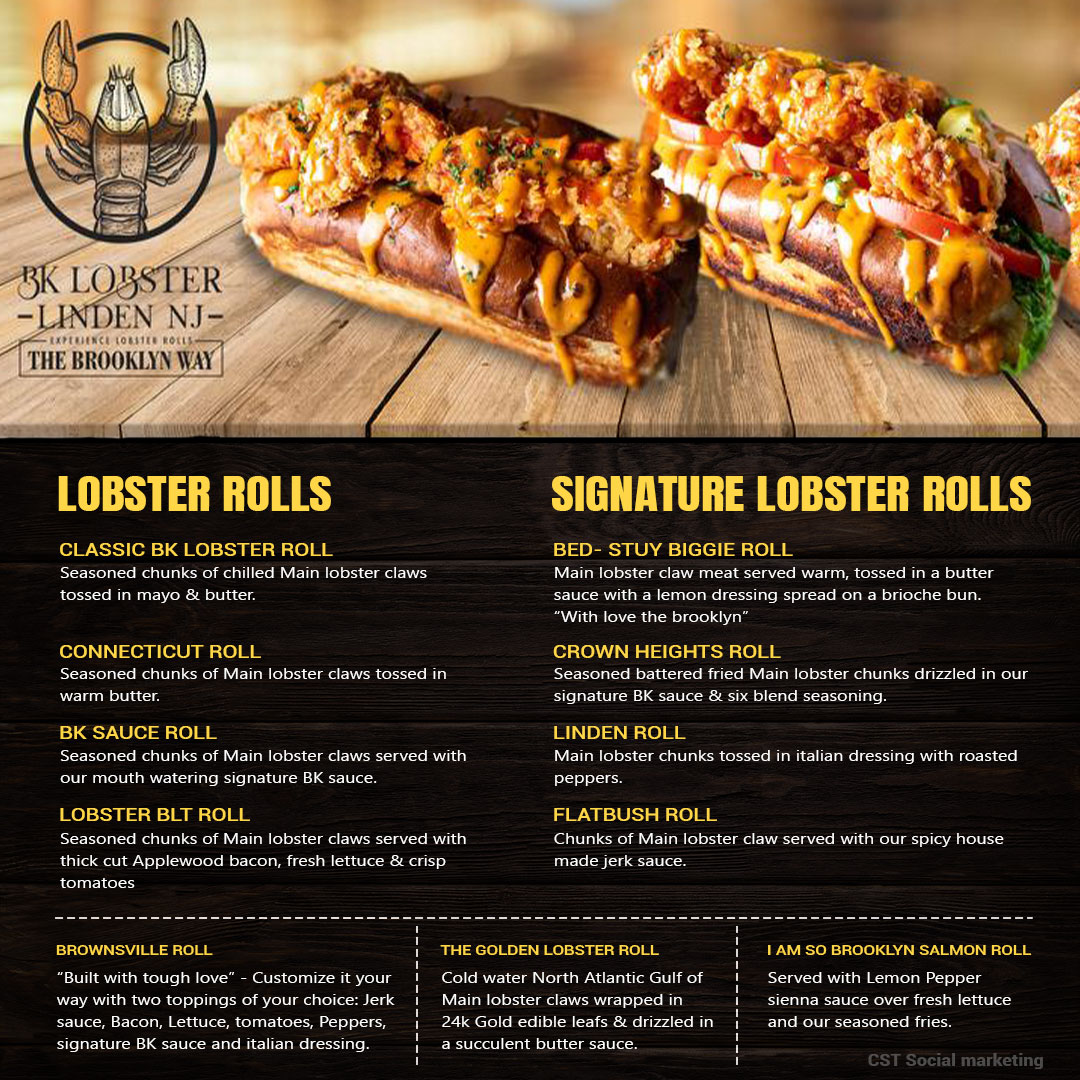 BK LOBSTER
-LINDEN NJ-
EXPERIENCE LOBSTER ROLLS
THE BROOKLYN WAY
LOBSTER ROLLS
CLASSIC BK LOBSTER ROLL
Seasoned chunks of chilled Main lobster claws
tossed in mayo & butter.
CONNECTICUT ROLL
Seasoned chunks of Main lobster claws tossed in
warm butter.
BK SAUCE ROLL
Seasoned chunks of Main lobster claws served with
our mouth watering signature BK sauce.
LOBSTER BLT ROLL
Seasoned chunks of Main lobster claws served with
thick cut Applewood bacon, fresh lettuce & crisp
tomatoes
SIGNATURE LOBSTER ROLLS
BED- STUY BIGGIE ROLL
Main lobster claw meat served warm, tossed in a butter
sauce with a lemon dressing spread on a brioche bun.
“With love the brooklyn”
CROWN HEIGHTS ROLL
Seasoned battered fried Main lobster chunks drizzled in our
signature BK sauce & six blend seasoning.
LINDEN ROLL
Main lobster chunks tossed in italian dressing with roasted
peppers.
FLATBUSH ROLL
Chunks of Main lobster claw served with our spicy house
made jerk sauce.
BROWNSVILLE ROLL
“Built with tough love” - Customize it your
way with two toppings of your choice: Jerk
sauce, Bacon, Lettuce, tomatoes, Peppers,
signature BK sauce and italian dressing.
THE GOLDEN LOBSTER ROLL
Cold water North Atlantic Gulf of
Main lobster claws wrapped in
24k Gold edible leafs & drizzled in
a succulent butter sauce.
I AM SO BROOKLYN SALMON ROLL
Served with Lemon Pepper
sienna sauce over fresh lettuce
and our seasoned fries.
CST Social marketing